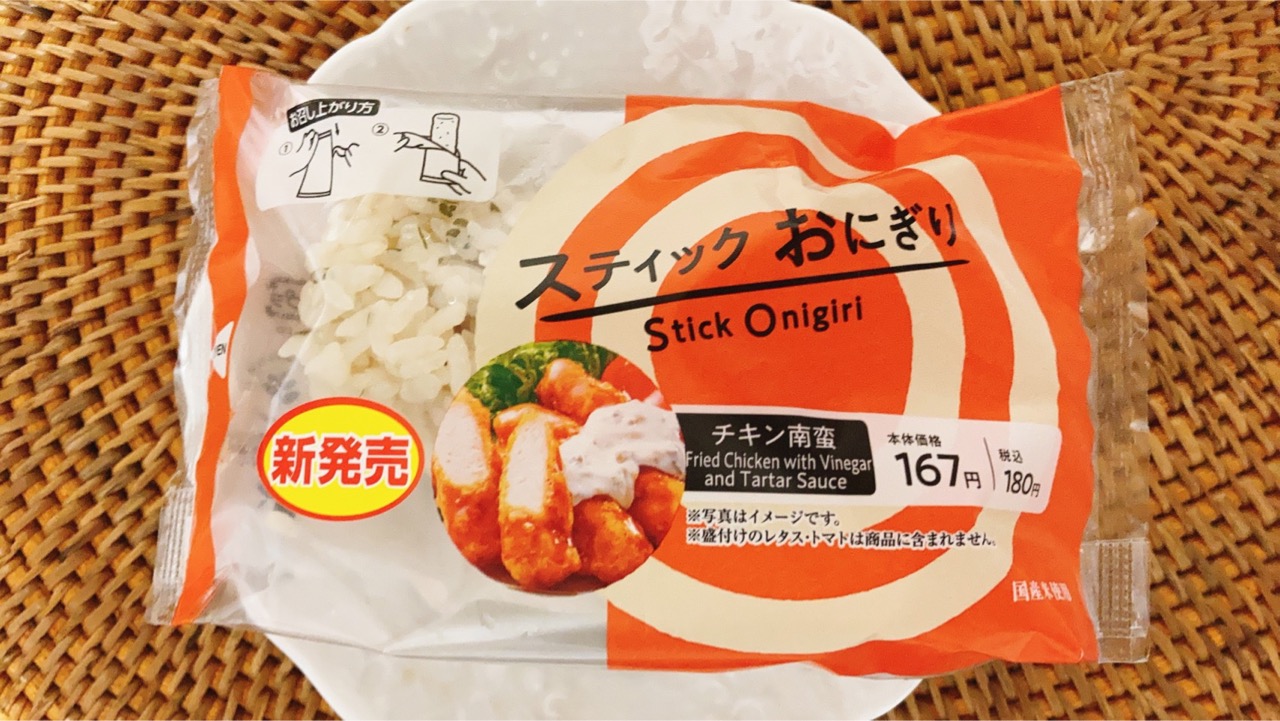 お召し上がり方
①
②
スティック おにぎり
Stick Onigiri
新発売
チキン南蛮
Fried Chicken with Vinegar
and Tartar Sauce
本体価格
167円
税込
180円
※写真はイメージです。
※盛付けのレタス・トマトは商品に含まれません。
国産米使用